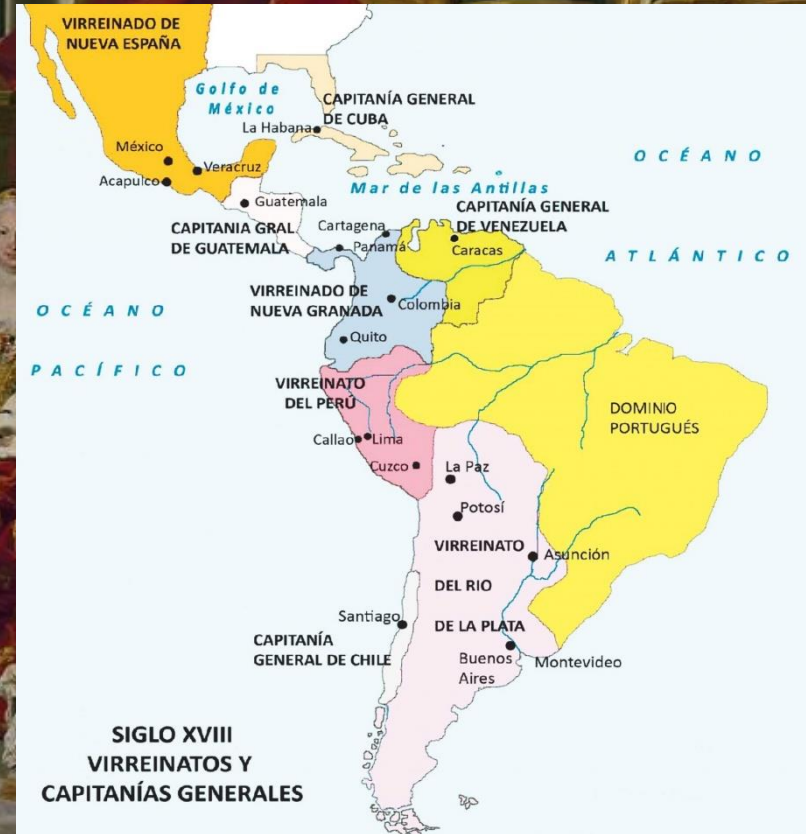 VIRREINADO DE
NUEVA ESPAÑA
Golfo de
México
CAPITANÍA GENERAL
DE CUBA
La Habana
México
Veracruz
Acapulco
OCÉANO
Mar de las Antillas
Guatemala
CAPITANIA GRAL
DE GUATEMALA
Cartagena
Panamá
CAPITANÍA GENERAL
DE VENEZUELA
Caracas
ATLÁNTICO
VIRREINADO DE
NUEVA GRANADA
Colombia
OCÉANO
Quito
PACÍFICO
VIRREYNATO
DEL PERÚ
DOMINIO
PORTUGUÉS
Callao
Lima
Cuzco
La Paz
Potosí
VIRREINATO
Asunción
DEL RIO
Santiago
DE LA PLATA
CAPITANÍA
GENERAL DE CHILE
Buenos
Aires
Montevideo
SIGLO XVIII
VIRREINATOS Y
CAPITANÍAS GENERALES